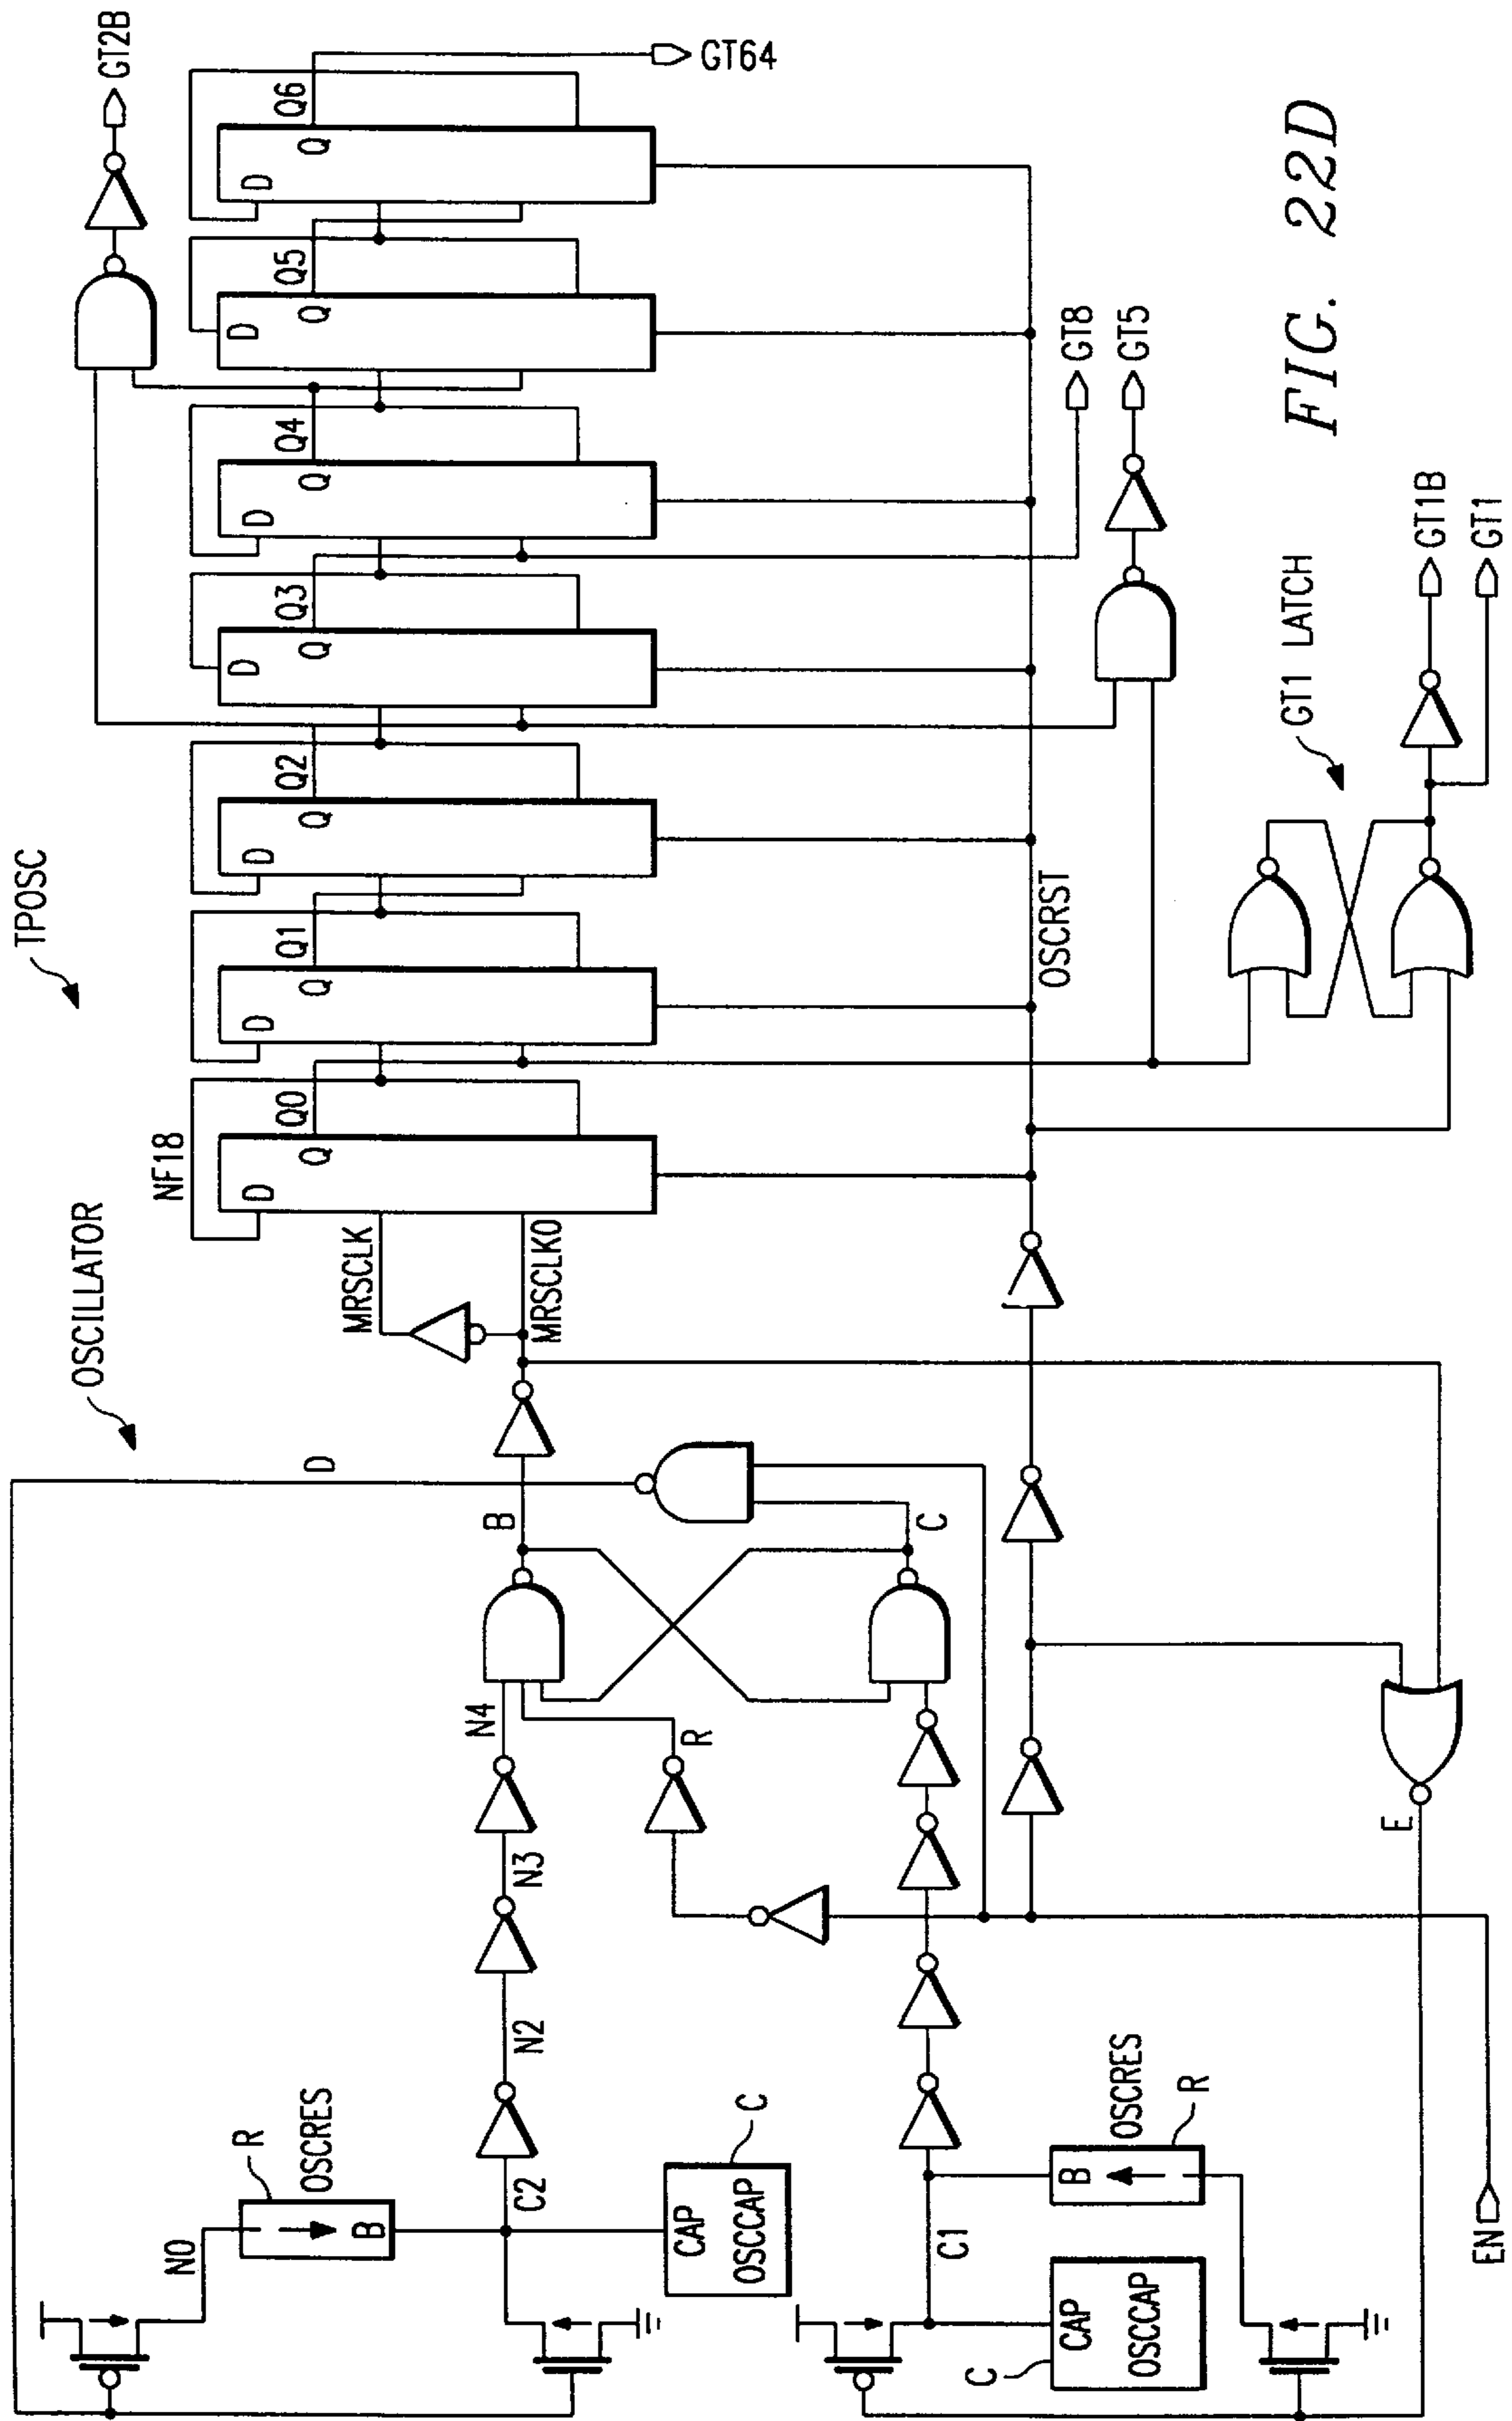 TPOSC
OSCILLATOR
NF18
GT2B
D
Q
Q0
D
Q
Q1
D
Q
Q2
D
Q
Q3
D
Q
Q4
D
Q
Q5
D
Q
Q6
GT64
MRSCLK
MRSCLK0
D
B
C
N0
R
OSCRES
B
C2
N2
N3
N4
R
C
CAP
OSCCAP
C1
C
CAP
OSCCAP
B
OSCRES
R
E
EN
OSCRST
GT8
GT5
GT1 LATCH
GT1B
GT1
FIG. 22D